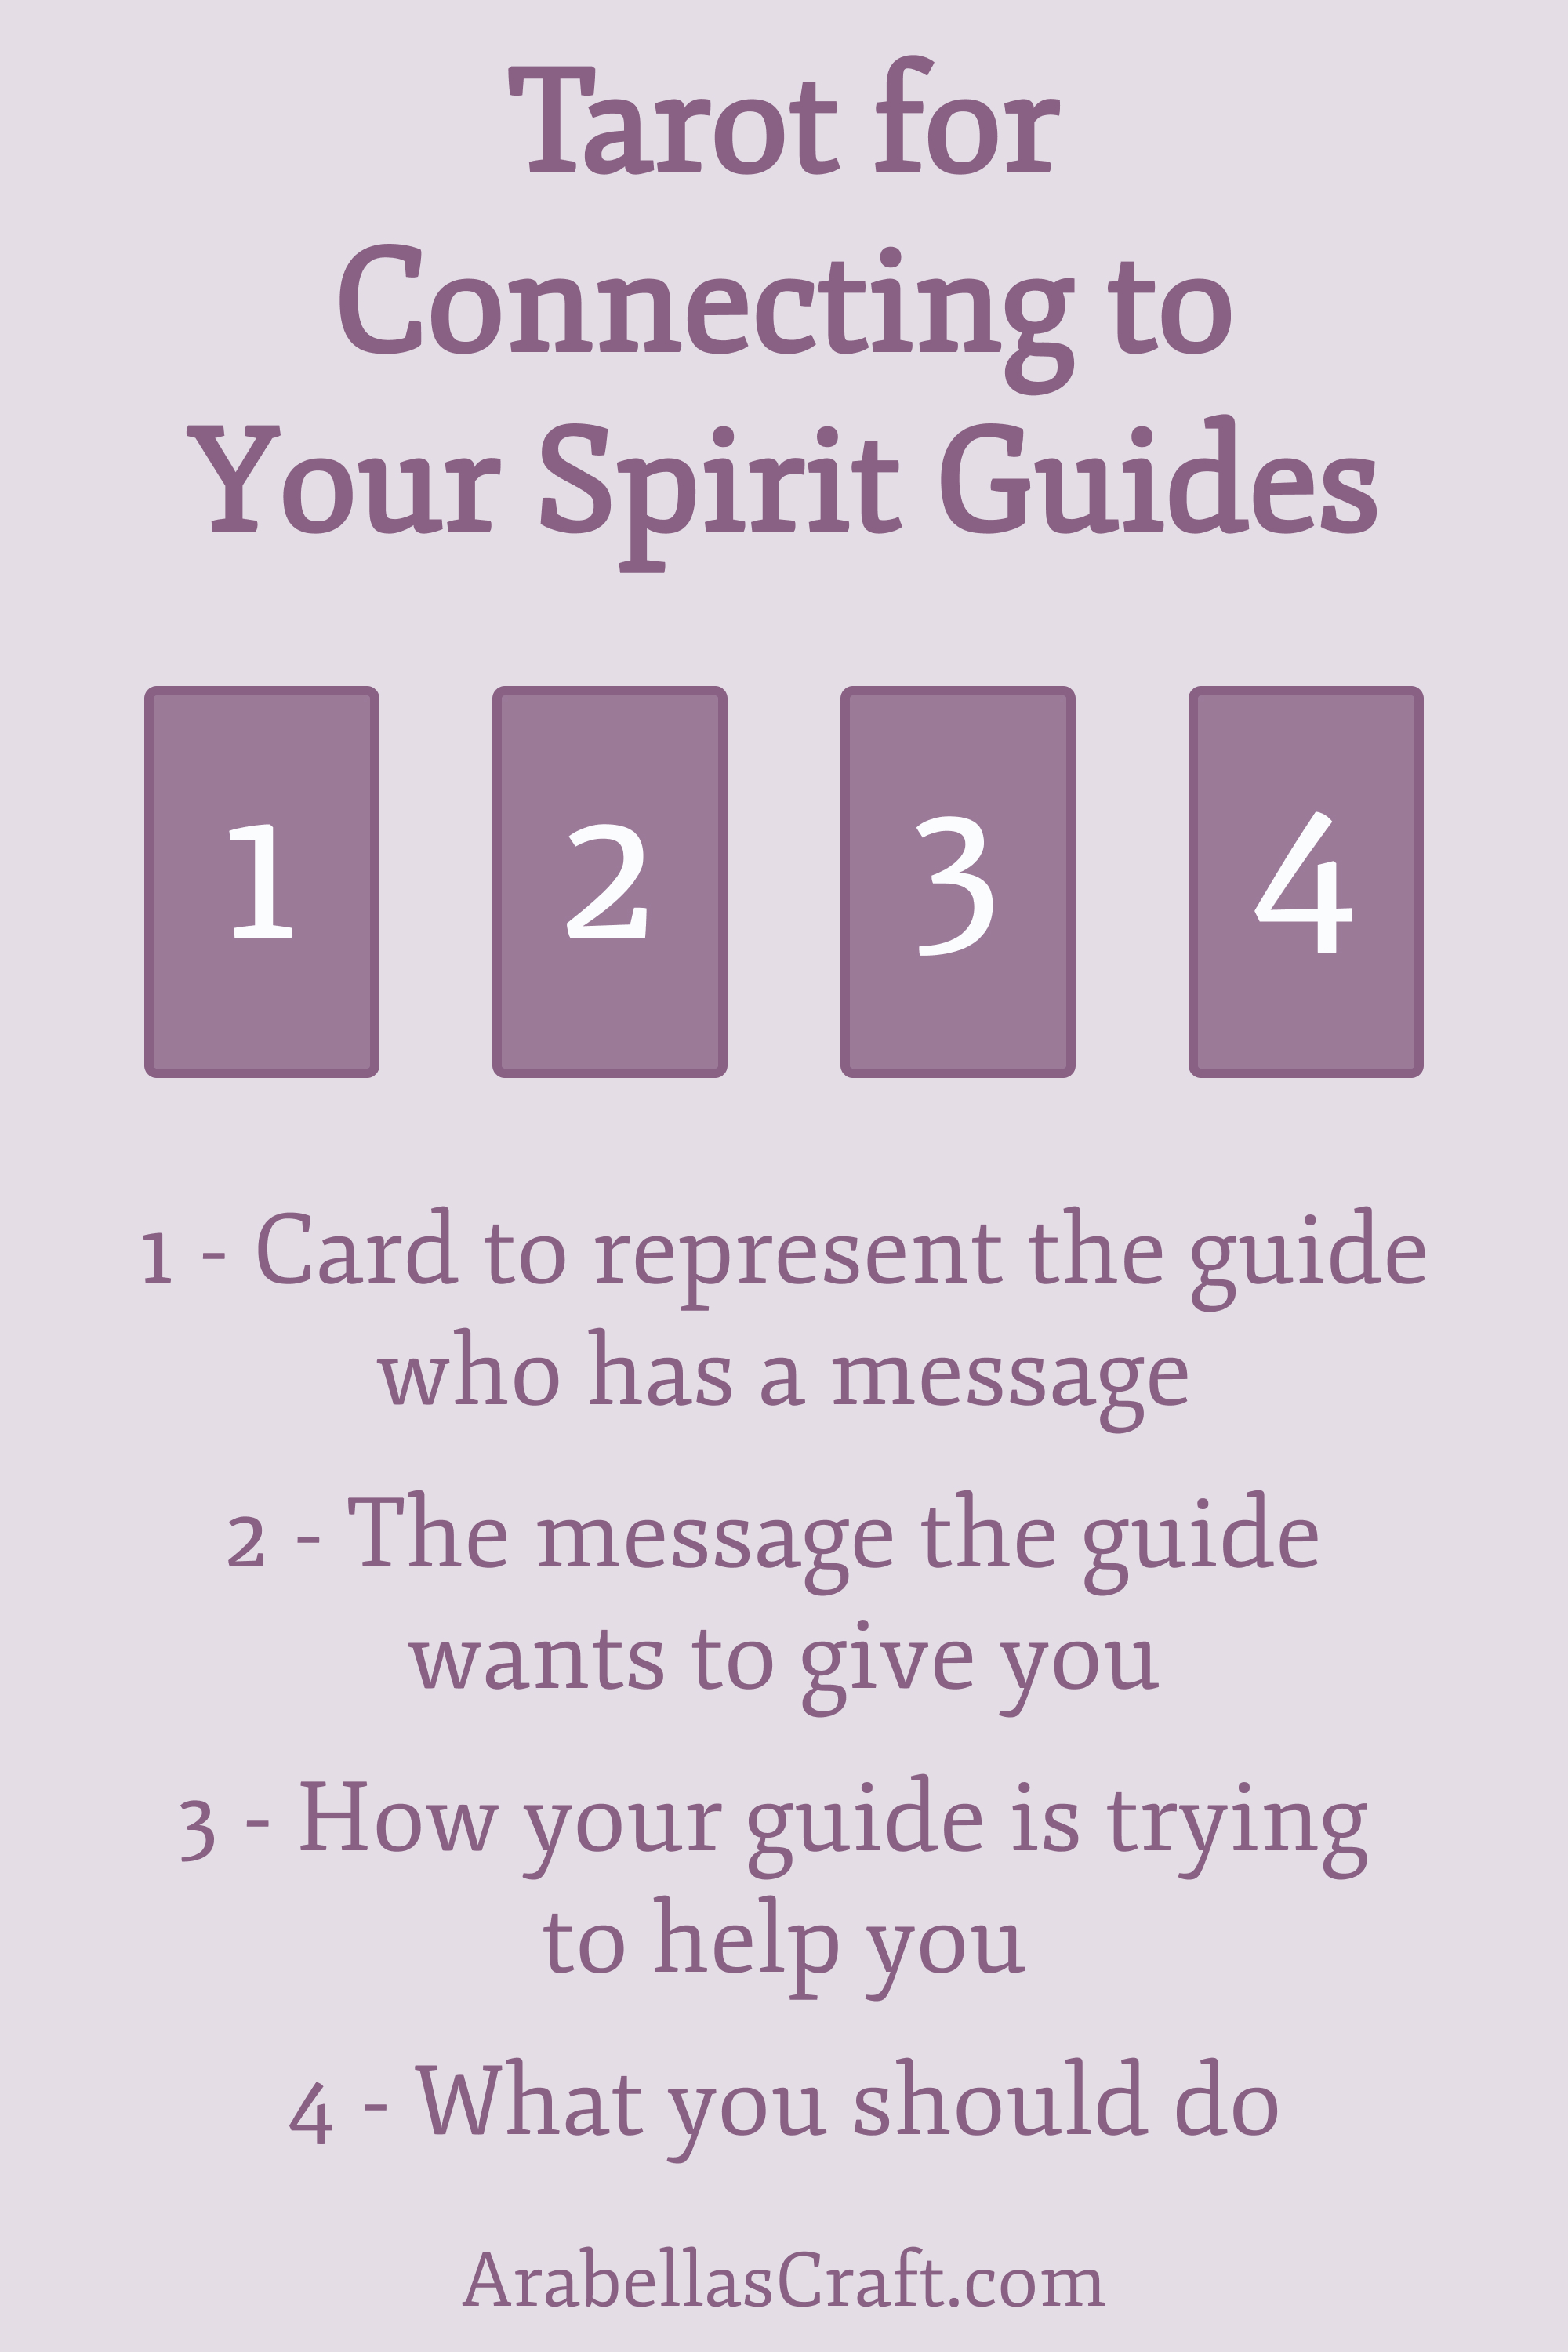 Tarot for
Connecting to
Your Spirit Guides
1
2
3
4
1 - Card to represent the guide
who has a message
2 - The message the guide
wants to give you
3 - How your guide is trying
to help you
4 - What you should do
ArabellasCraft.com